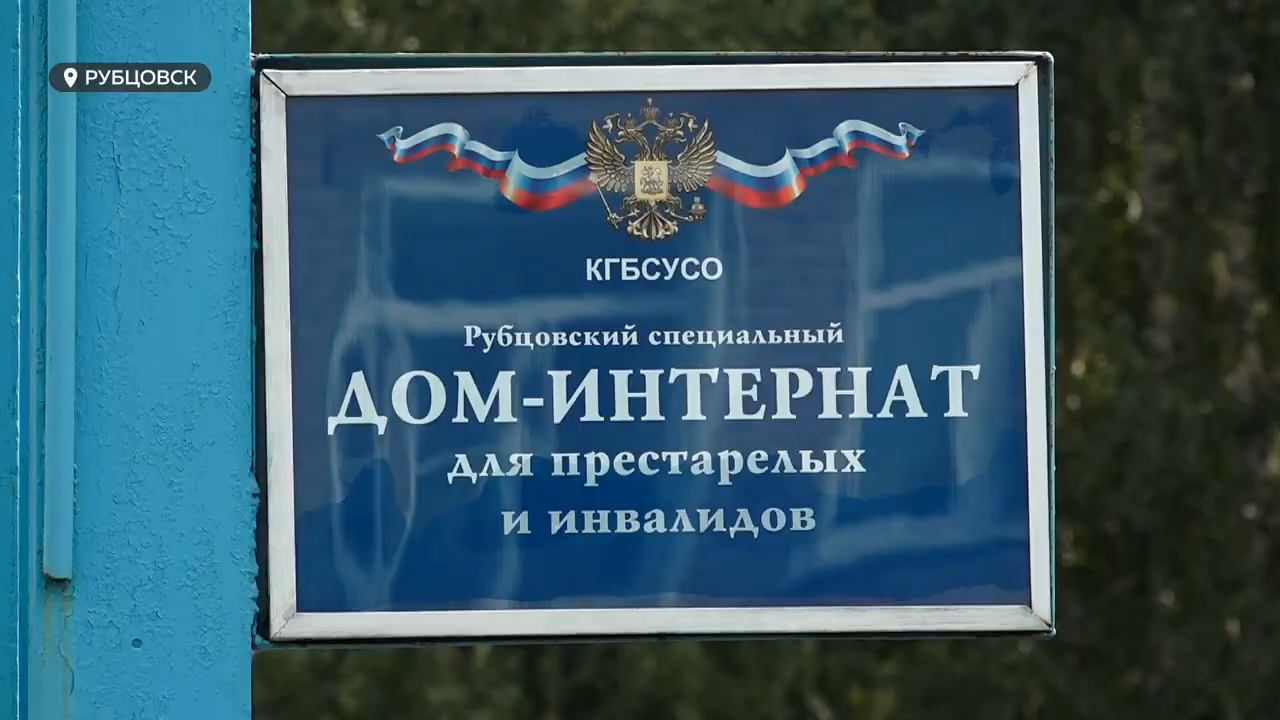 РУБЦОВСК
КГБСУСО
Рубцовский специальный
ДОМ-ИНТЕРНАТ
для престарелых
и инвалидов